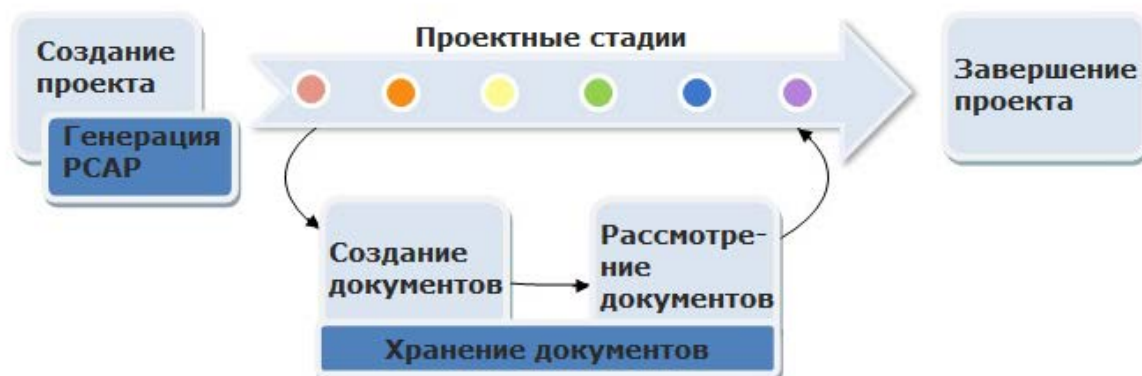 Создание
проекта
Генерация
PCAP
Проектные стадии
Завершение
проекта
Создание
документов
Рассмотре-
ние
документов
Хранение документов